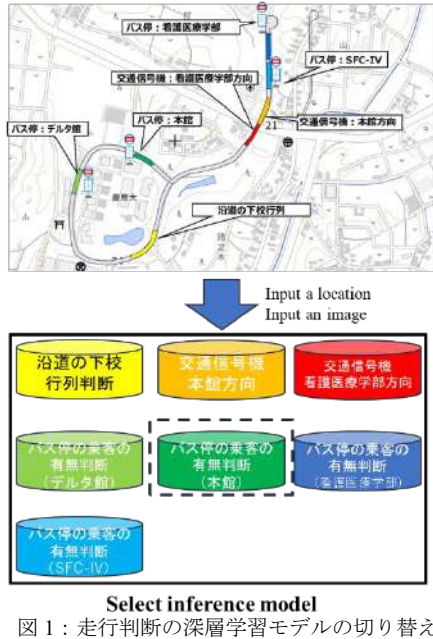 バス停：看護医療学部
交通信号機：看護医療学部方向
バス停：SFC-IV
バス停：デルタ館
バス停：本館
21
交通信号機：本館方向
慶應大
沿道の下校行列
Input a location
Input an image
沿道の下校
行列判断
交通信号機
本館方向
交通信号機
看護医療学部方向
バス停の乗客の
有無判断
(デルタ館)
バス停の乗客の
有無判断
(本館)
バス停の乗客の
有無判断
(看護医療学部)
バス停の乗客の
有無判断
(SFC-IV)
Select inference model
図 1：走行判断の深層学習モデルの切り替え